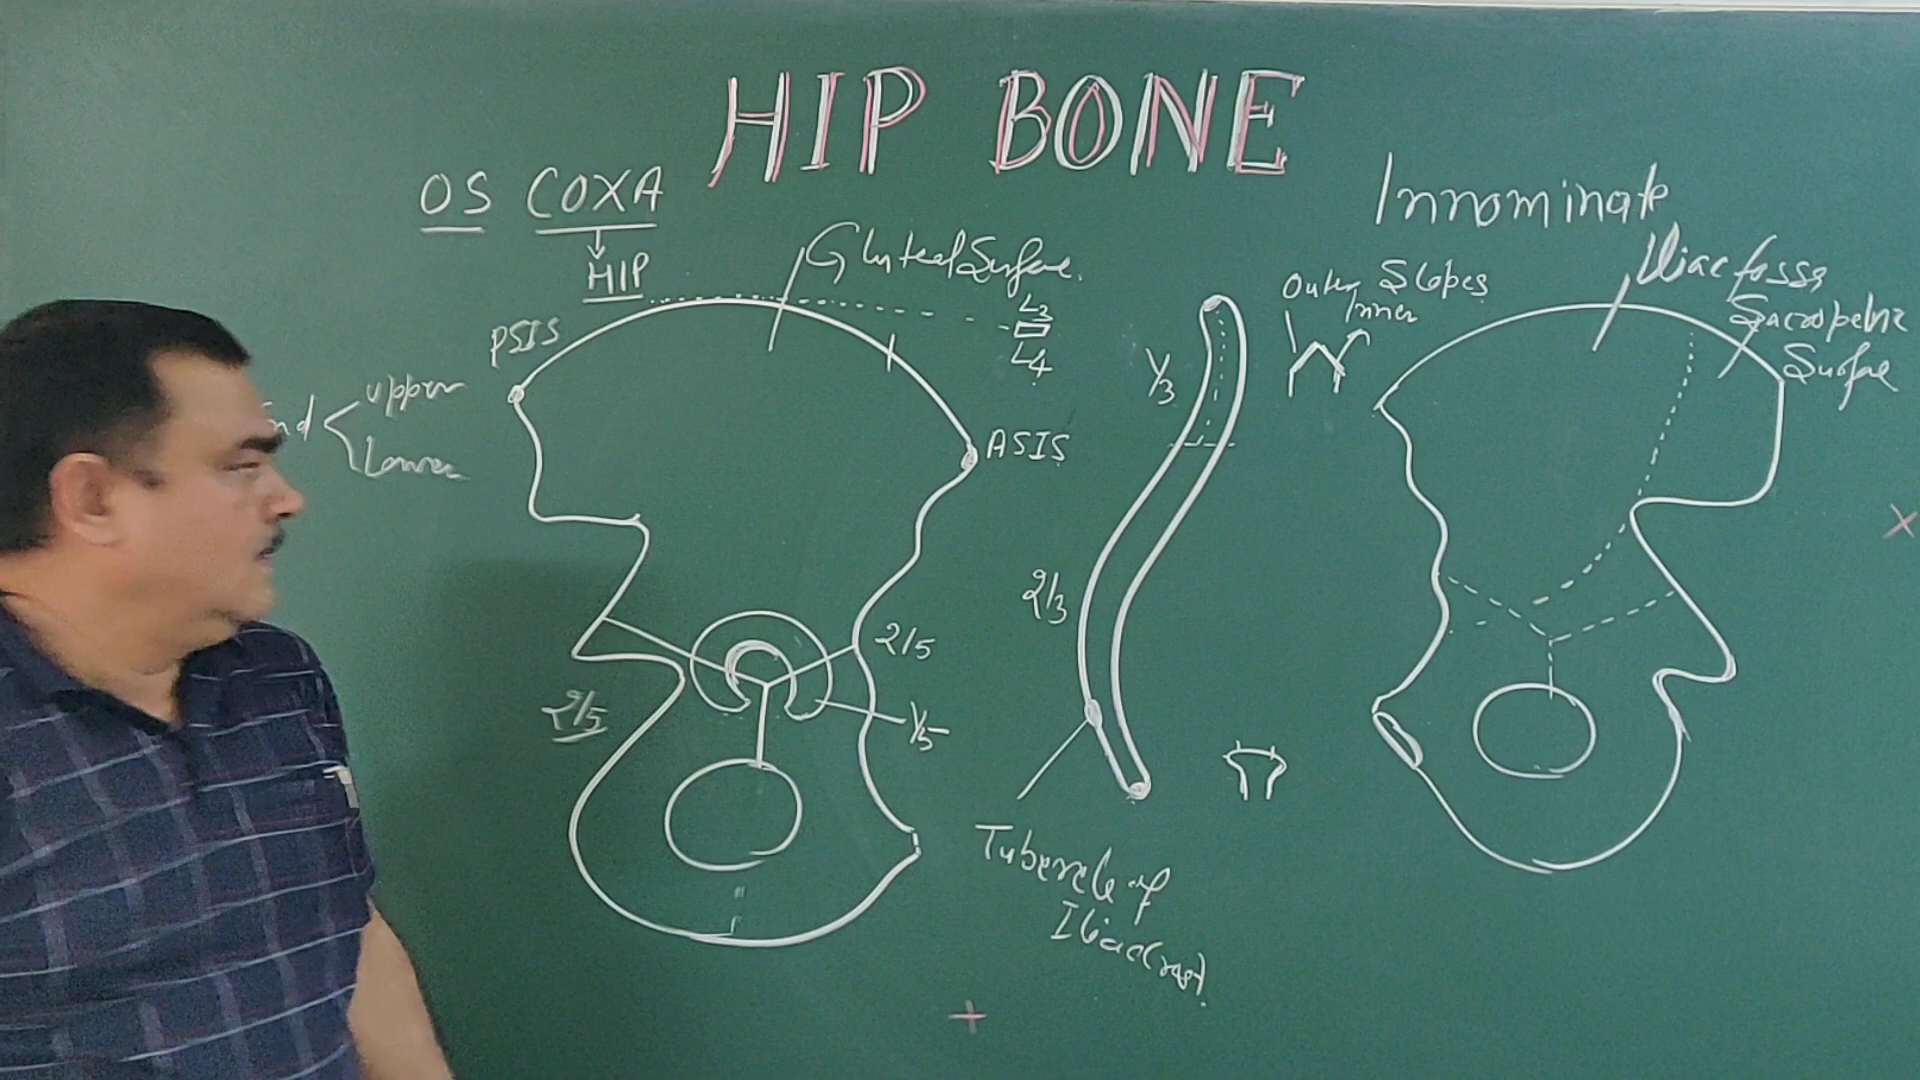 HIP BONE
OS COXA
HIP
Innominate
Gluteal Surface.
Iliac fossa
Sacropelvic
Surface
Outer Slopes
Inner
PSIS
L3
L4
1/3
upper
Lower
ASIS
2/3
2/5
2/5
1/5
Tubercle of
Iliac Crest.